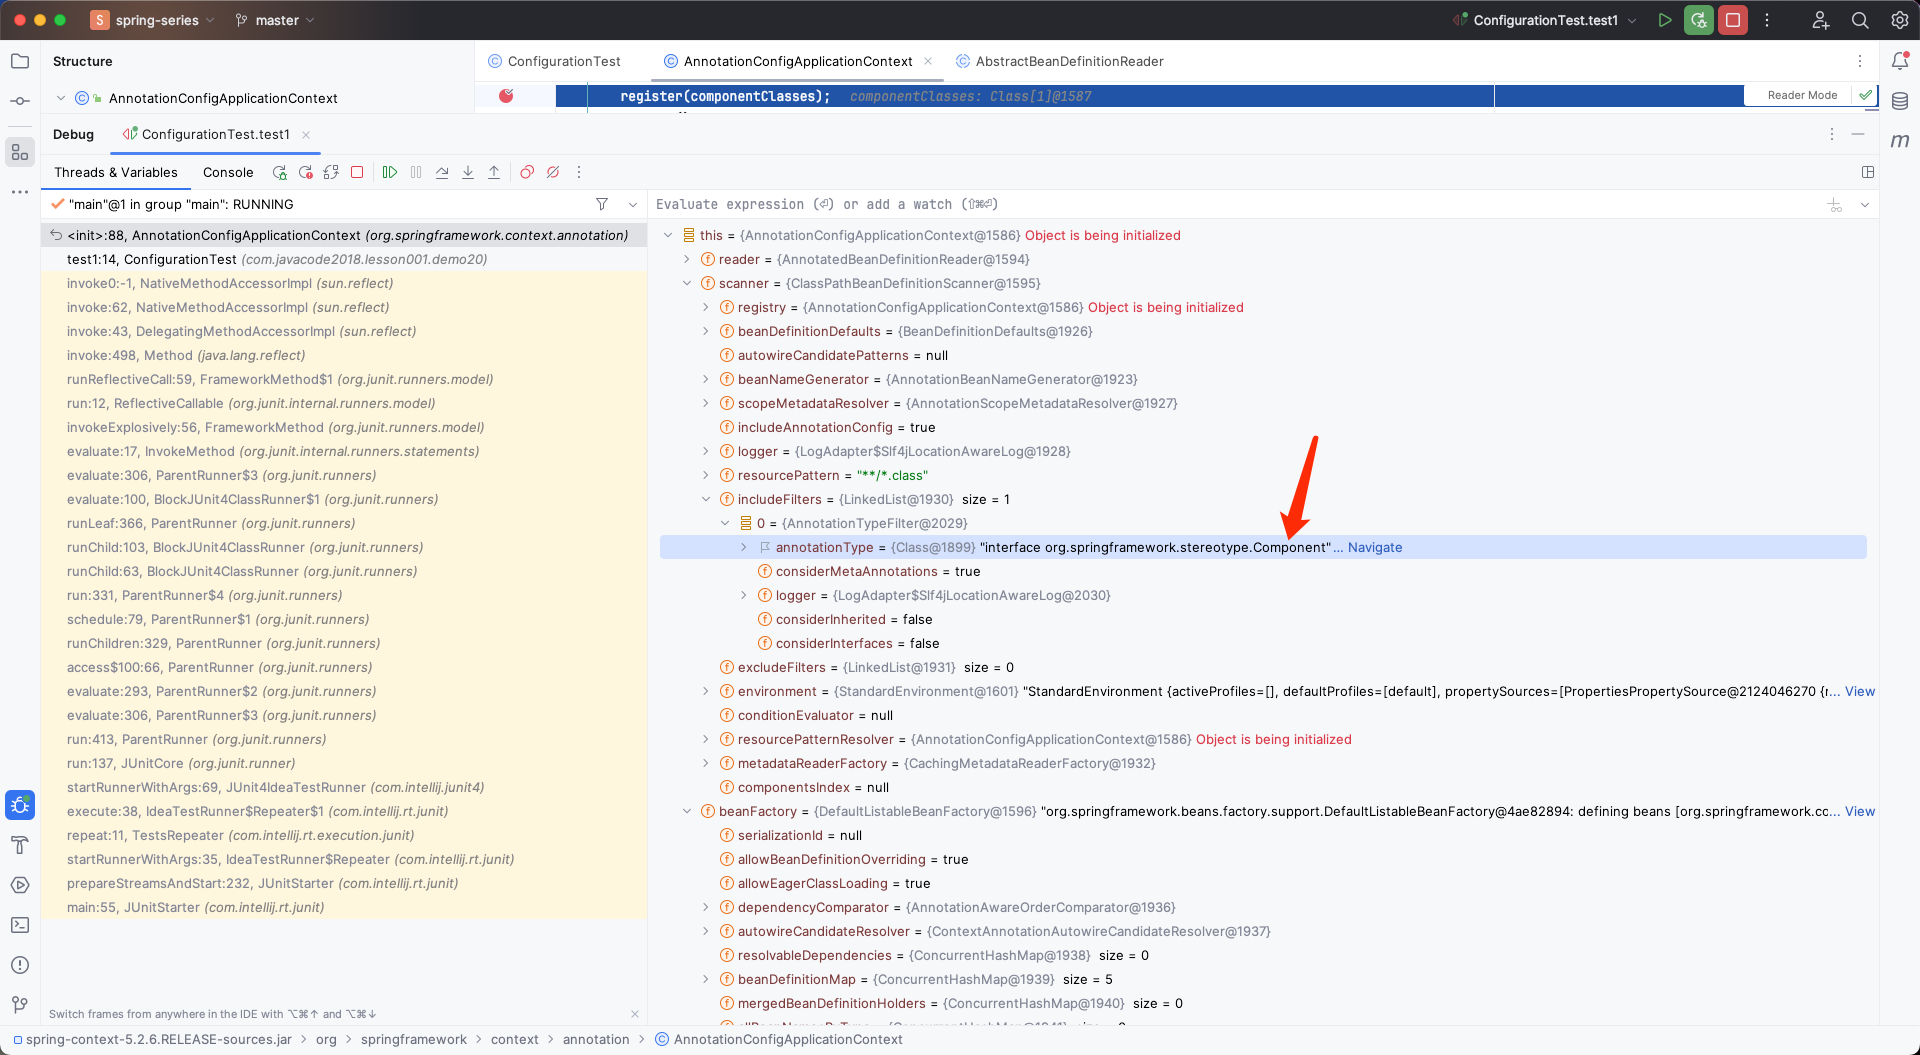 S spring-series master ConfigurationTest.test1
Structure
ConfigurationTest AnnotationConfigApplicationContext AbstractBeanDefinitionReader
AnnotationConfigApplicationContext
register(componentClasses); componentClasses: Class[1]@1587
Reader Mode
Debug ConfigurationTest.test1
Threads & Variables Console
"main"@1 in group "main": RUNNING
<init>:88, AnnotationConfigApplicationContext (org.springframework.context.annotation)
test1:14, ConfigurationTest (com.javacode2018.lesson001.demo20)
invoke0:-1, NativeMethodAccessorImpl (sun.reflect)
invoke:62, NativeMethodAccessorImpl (sun.reflect)
invoke:43, DelegatingMethodAccessorImpl (sun.reflect)
invoke:498, Method (java.lang.reflect)
runReflectiveCall:59, FrameworkMethod$1 (org.junit.runners.model)
run:12, ReflectiveCallable (org.junit.internal.runners.model)
invokeExplosively:56, FrameworkMethod (org.junit.runners.model)
evaluate:17, InvokeMethod (org.junit.internal.runners.statements)
evaluate:306, ParentRunner$3 (org.junit.runners)
evaluate:100, BlockJUnit4ClassRunner$1 (org.junit.runners)
runLeaf:366, ParentRunner (org.junit.runners)
runChild:103, BlockJUnit4ClassRunner (org.junit.runners)
runChild:63, BlockJUnit4ClassRunner (org.junit.runners)
run:331, ParentRunner$4 (org.junit.runners)
schedule:79, ParentRunner$1 (org.junit.runners)
runChildren:329, ParentRunner (org.junit.runners)
access$100:66, ParentRunner (org.junit.runners)
evaluate:293, ParentRunner$2 (org.junit.runners)
evaluate:306, ParentRunner$3 (org.junit.runners)
run:413, ParentRunner (org.junit.runners)
run:137, JUnitCore (org.junit.runner)
startRunnerWithArgs:69, JUnit4IdeaTestRunner (com.intellij.junit4)
execute:38, IdeaTestRunner$Repeater$1 (com.intellij.rt.junit)
repeat:11, TestsRepeater (com.intellij.rt.execution.junit)
startRunnerWithArgs:35, IdeaTestRunner$Repeater (com.intellij.rt.junit)
prepareStreamsAndStart:232, JUnitStarter (com.intellij.rt.junit)
main:55, JUnitStarter (com.intellij.rt.junit)
Switch frames from anywhere in the IDE with ⌥⌘↑ and ⌥⌘↓
Evaluate expression (⏎) or add a watch (⇧⌘⏎)
this = {AnnotationConfigApplicationContext@1586} Object is being initialized
reader = {AnnotatedBeanDefinitionReader@1594}
scanner = {ClassPathBeanDefinitionScanner@1595}
registry = {AnnotationConfigApplicationContext@1586} Object is being initialized
beanDefinitionDefaults = {BeanDefinitionDefaults@1926}
autowireCandidatePatterns = null
beanNameGenerator = {AnnotationBeanNameGenerator@1923}
scopeMetadataResolver = {AnnotationScopeMetadataResolver@1927}
includeAnnotationConfig = true
logger = {LogAdapter$Slf4jLocationAwareLog@1928}
resourcePattern = "**/*.class"
includeFilters = {LinkedList@1930} size = 1
0 = {AnnotationTypeFilter@2029}
annotationType = {Class@1899} "interface org.springframework.stereotype.Component"... Navigate
considerMetaAnnotations = true
logger = {LogAdapter$Slf4jLocationAwareLog@2030}
considerInherited = false
considerInterfaces = false
excludeFilters = {LinkedList@1931} size = 0
environment = {StandardEnvironment@1601} "StandardEnvironment {activeProfiles=[], defaultProfiles=[default], propertySources=[PropertiesPropertySource@2124046270 {r... View
conditionEvaluator = null
resourcePatternResolver = {AnnotationConfigApplicationContext@1586} Object is being initialized
metadataReaderFactory = {CachingMetadataReaderFactory@1932}
componentsIndex = null
beanFactory = {DefaultListableBeanFactory@1596} "org.springframework.beans.factory.support.DefaultListableBeanFactory@4ae82894: defining beans [org.springframework.cc... View
serializationId = null
allowBeanDefinitionOverriding = true
allowEagerClassLoading = true
dependencyComparator = {AnnotationAwareOrderComparator@1936}
autowireCandidateResolver = {ContextAnnotationAutowireCandidateResolver@1937}
resolvableDependencies = {ConcurrentHashMap@1938} size = 0
beanDefinitionMap = {ConcurrentHashMap@1939} size = 5
mergedBeanDefinitionHolders = {ConcurrentHashMap@1940} size = 0
spring-context-5.2.6.RELEASE-sources.jar > org > springframework > context > annotation > AnnotationConfigApplicationContext